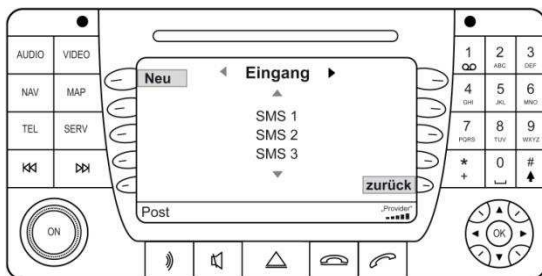 AUDIO VIDEO
NAV MAP
TEL SERV
ON
Neu Eingang
SMS 1
SMS 2
SMS 3
zurück
Post „Provider“
1 2 ABC 3 DEF
4 GHI 5 JKL 6 MNO
7 PQRS 8 TUV 9 WXYZ
* + 0 #
OK